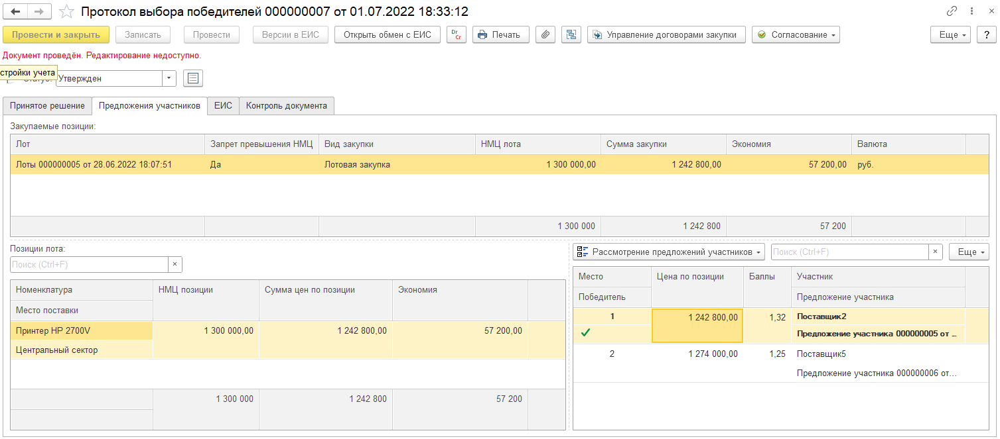 Протокол выбора победителей 000000007 от 01.07.2022 18:33:12
Провести и закрыть Записать Провести Версии в ЕИС Открыть обмен с ЕИС Dr Cr Печать Управление договорами закупки Согласование Еще ?
Документ проведён. Редактирование недоступно.
стройки учета
Статус: Утвержден
Принятое решение Предложения участников ЕИС Контроль документа
Закупаемые позиции:
Лот Запрет превышения НМЦ Вид закупки НМЦ лота Сумма закупки Экономия Валюта
Лоты 000000005 от 28.06.2022 18:07:51 Да Лотовая закупка 1 300 000,00 1 242 800,00 57 200,00 руб.
1 300 000 1 242 800 57 200
Позиции лота:
Поиск (Ctrl+F) ×
Номенклатура НМЦ позиции Сумма цен по позиции Экономия
Место поставки
Принтер HP 2700V 1 300 000,00 1 242 800,00 57 200,00
Центральный сектор
1 300 000 1 242 800 57 200
Рассмотрение предложений участников Поиск (Ctrl+F) × Еще
Место Цена по позиции Баллы Участник
Победитель Предложение участника
1 1 242 800,00 1,32 Поставщик2
Предложение участника 000000005 от ...
2 1 274 000,00 1,25 Поставщик5
Предложение участника 000000006 от...